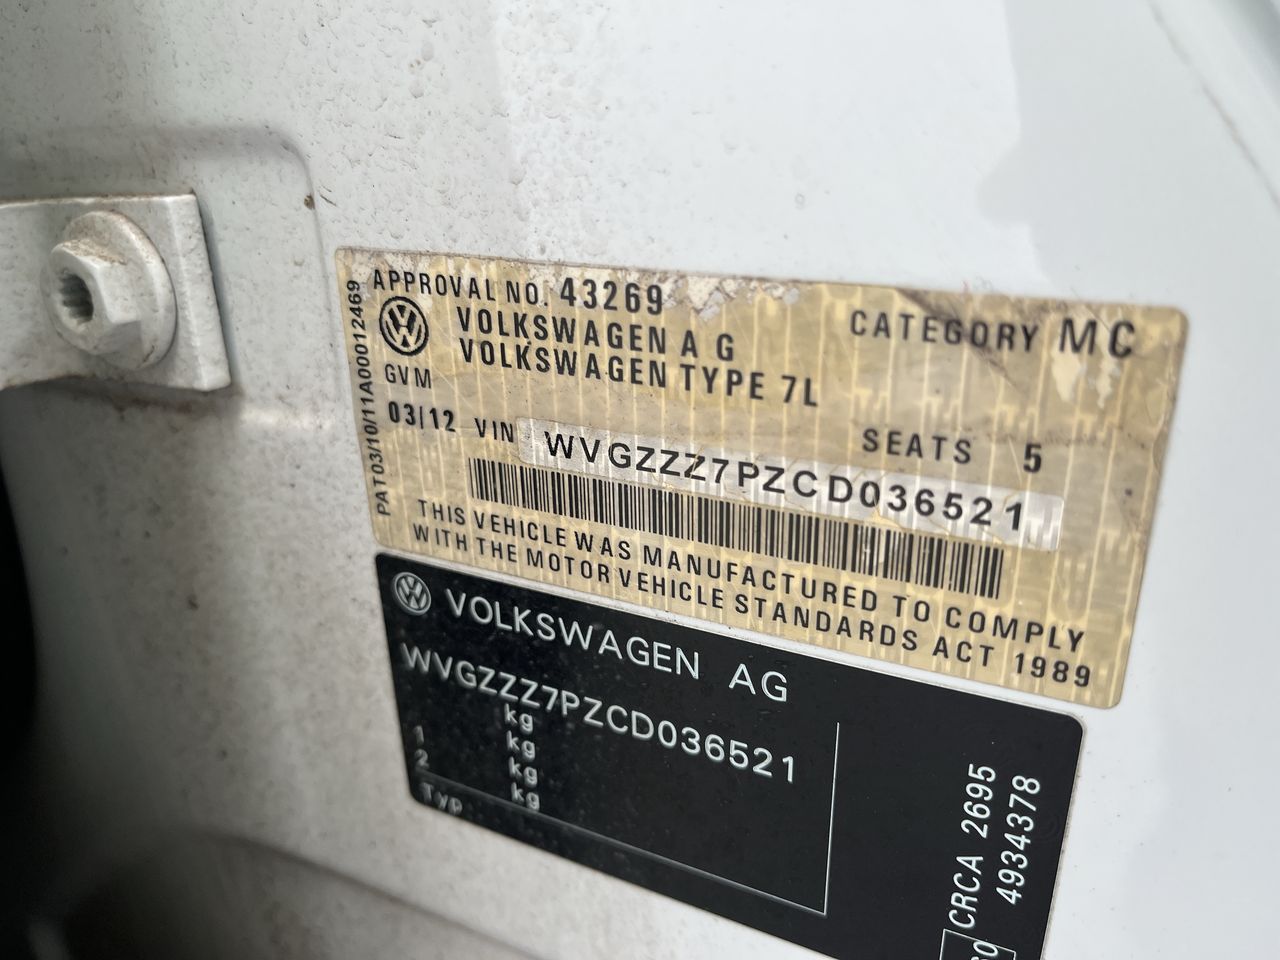 APPROVAL NO. 43269
CATEGORY MC
VOLKSWAGEN A G
VOLKSWAGEN TYPE 7L
GVM
SEATS 5
03/12 VIN WVGZZZ7PZCD036521
THIS VEHICLE WAS MANUFACTURED TO COMPLY
WITH THE MOTOR VEHICLE STANDARDS ACT 1989
PAT03/10/11A00012469
VOLKSWAGEN AG
WVGZZZ7PZCD036521
kg
kg
1 kg
2 kg
Typ
CRCA 2695
4934378